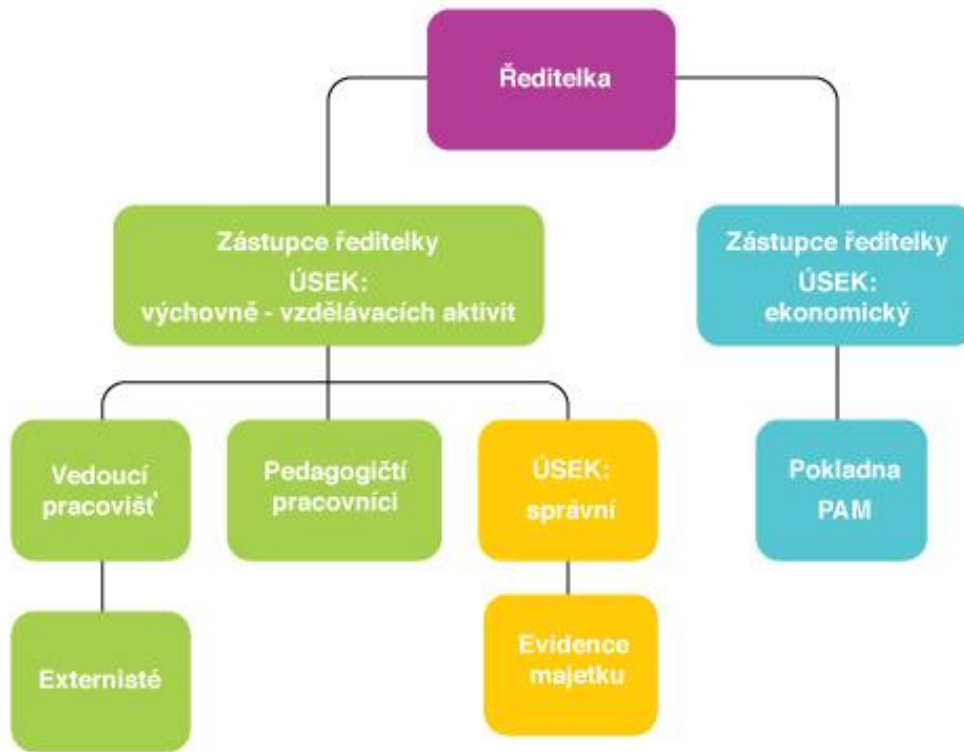 Ředitelka
Zástupce ředitelky
ÚSEK:
výchovně - vzdělávacích aktivit
Zástupce ředitelky
ÚSEK:
ekonomický
Vedoucí
pracovišť
Pedagogičtí
pracovníci
ÚSEK:
správní
Pokladna
PAM
Externisté
Evidence
majetku